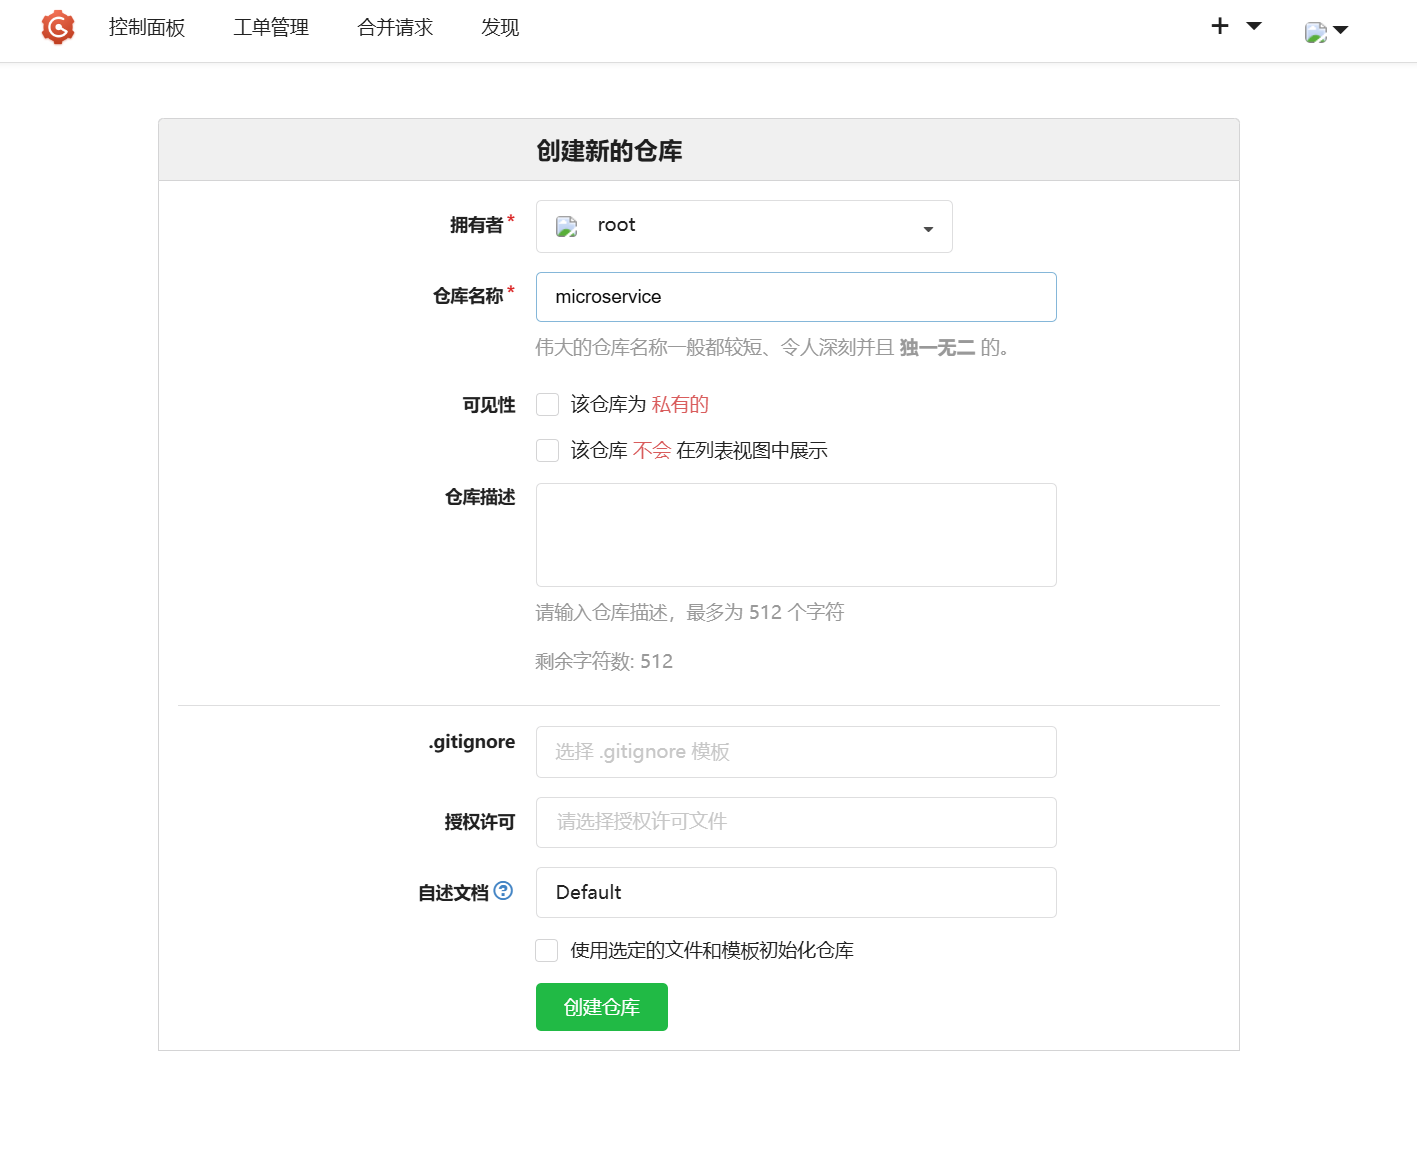 控制面板 工单管理 合并请求 发现
创建新的仓库
拥有者* root
仓库名称* microservice
伟大的仓库名称一般都较短、令人深刻并且 独一无二 的。
可见性 该仓库为 私有的
该仓库 不会 在列表视图中展示
仓库描述
请输入仓库描述，最多为 512 个字符
剩余字符数: 512
.gitignore 选择 .gitignore 模板
授权许可 请选择授权许可文件
自述文档 Default
使用选定的文件和模板初始化仓库
创建仓库